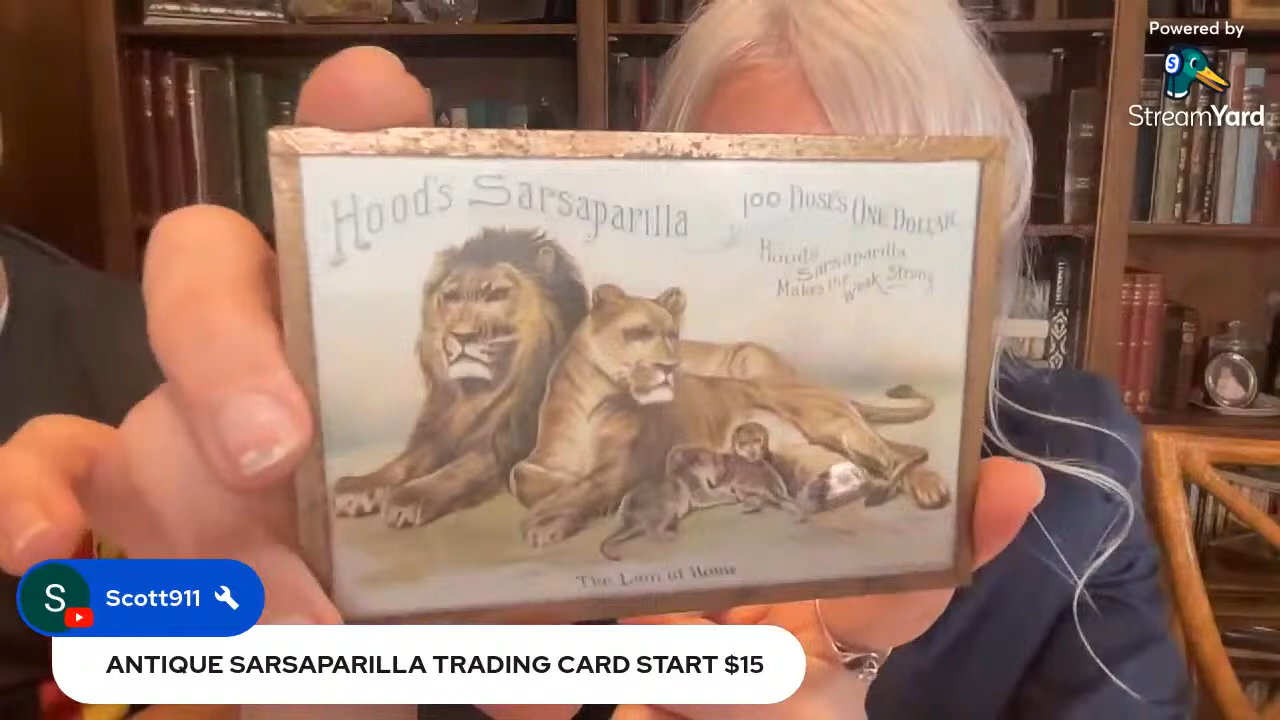 Powered by
StreamYard
Hood's Sarsaparilla
100 Doses One Dollar
Hood's
Sarsaparilla
Makes the Weak Strong
The Lion at Home
S
Scott911
ANTIQUE SARSAPARILLA TRADING CARD START $15